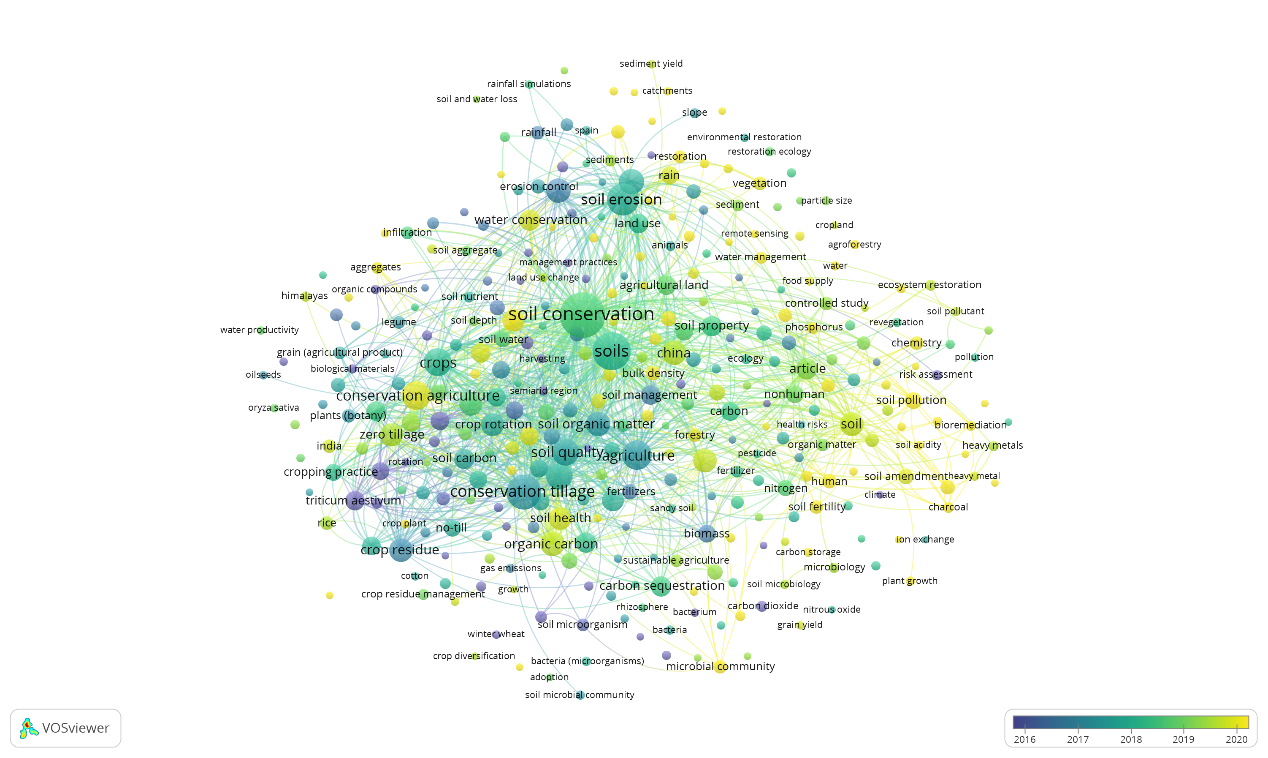 sediment yield
rainfall simulations
catchments
soil and water loss
slope
rainfall
spain
environmental restoration
restoration ecology
sediments
restoration
rain
vegetation
erosion control
soil erosion
particle size
sediment
water conservation
land use
cropland
infiltration
remote sensing
animals
agroforestry
soil aggregate
water management
management practices
water
aggregates
land use change
food supply
agricultural land
ecosystem restoration
organic compounds
himalayas
soil nutrient
controlled study
soil conservation
soil pollutant
legume
soil depth
soil property
phosphorus
revegetation
water productivity
soil water
chemistry
grain (agricultural product)
soils
china
harvesting
ecology
pollution
crops
biological materials
bulk density
article
oilseeds
risk assessment
semiarid region
conservation agriculture
soil management
nonhuman
soil pollution
oryza sativa
plants (botany)
carbon
crop rotation
soil organic matter
health risks
soil
bioremediation
zero tillage
forestry
india
organic matter
soil acidity
heavy metals
soil quality
agriculture
pesticide
rotation
soil carbon
cropping practice
fertilizer
soil amendment
heavy metal
human
conservation tillage
fertilizers
nitrogen
climate
triticum aestivum
sandy soil
soil fertility
charcoal
rice
crop plant
no-till
soil health
biomass
organic carbon
ion exchange
crop residue
carbon storage
sustainable agriculture
gas emissions
microbiology
cotton
carbon sequestration
soil microbiology
plant growth
growth
crop residue management
rhizosphere
bacterium
carbon dioxide
nitrous oxide
soil microorganism
grain yield
winter wheat
bacteria
crop diversification
bacteria (microorganisms)
microbial community
adoption
soil microbial community
VOSviewer
2016 2017 2018 2019 2020